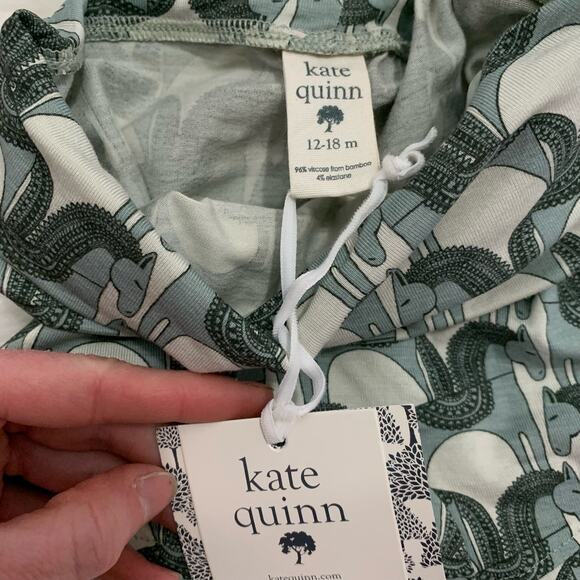 kate
quinn
12-18 m
96% viscose from bamboo
4% elastane
kate
quinn
katequinn.com